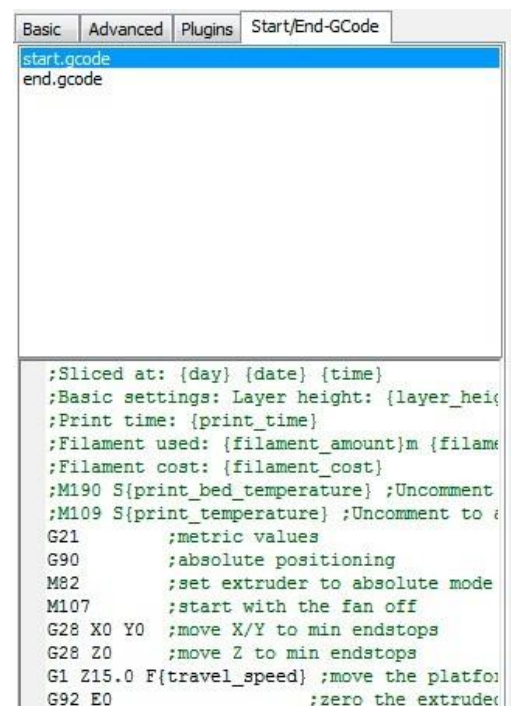 Basic Advanced Plugins Start/End-GCode
start.gcode
end.gcode
;Sliced at: {day} {date} {time}
;Basic settings: Layer height: {layer_heig
;Print time: {print_time}
;Filament used: {filament_amount}m {filame
;Filament cost: {filament_cost}
;M190 S{print_bed_temperature} ;Uncomment
;M109 S{print_temperature} ;Uncomment to a
G21 ;metric values
G90 ;absolute positioning
M82 ;set extruder to absolute mode
M107 ;start with the fan off
G28 X0 Y0 ;move X/Y to min endstops
G28 Z0 ;move Z to min endstops
G1 Z15.0 F{travel_speed} ;move the platfor
G92 E0 ;zero the extruded